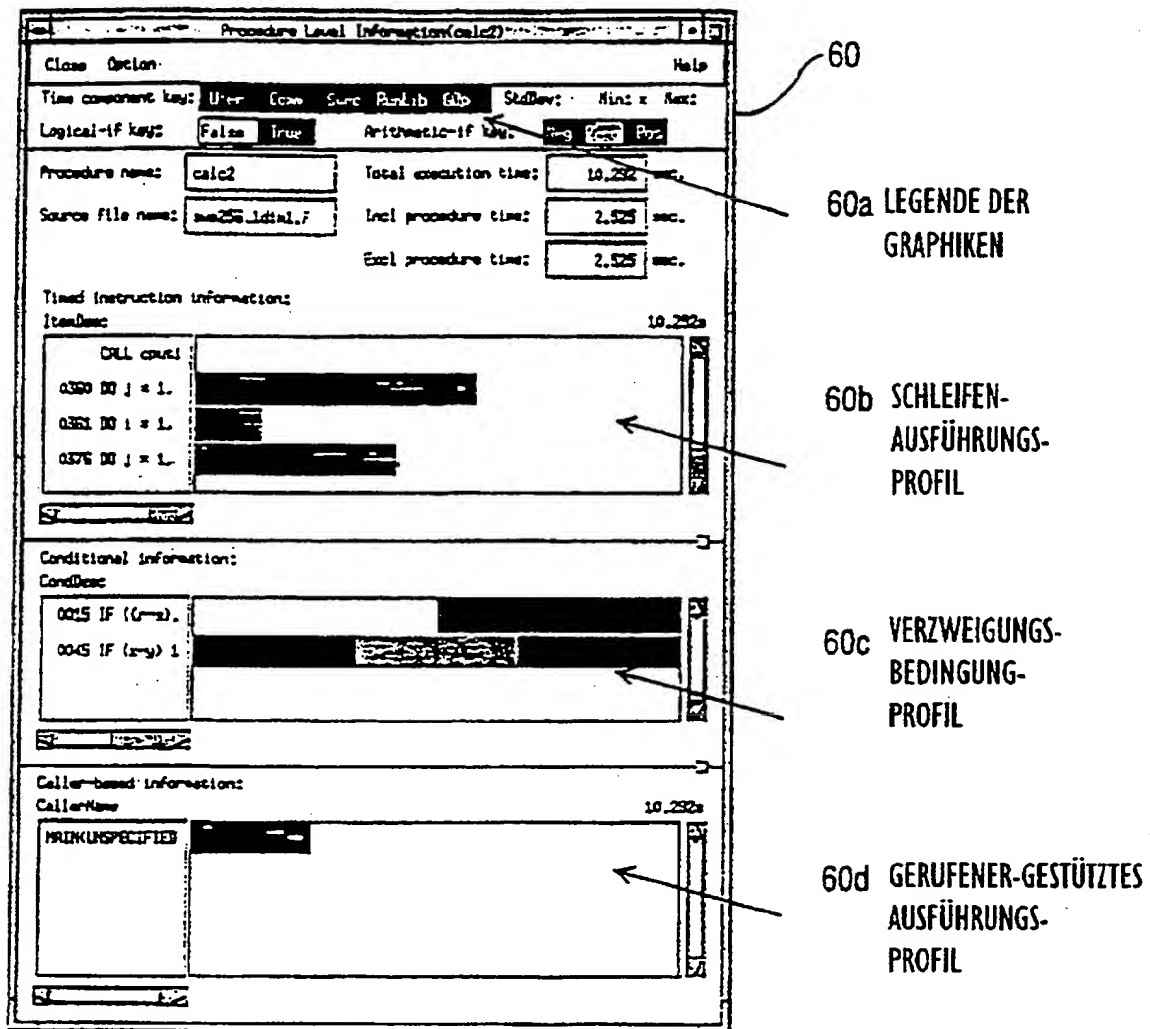 Procedure Level Information(calc2)
Close Option Help
Time component key: User Comm Sync RunLib GOp StdDev: Min: x Max:
Logical-if key: False True Arithmetic-if key: Neg Zero Pos
Procedure name: calc2 Total execution time: 10.292 sec.
Source file name: Incl procedure time: 2.525 sec.
Excl procedure time: 2.525 sec.
Timed instruction information:
ItemDesc 10.292s
CALL
0360 DO j = 1.
0361 DO i = 1.
0376 DO j = 1.
Conditional information:
CondDesc
0015 IF
0045 IF (x-y) 1
Caller-based information:
CallerName 10.292s
60
60a LEGENDE DER
GRAPHIKEN
60b SCHLEIFEN-
AUSFÜHRUNGS-
PROFIL
60c VERZWEIGUNGS-
BEDINGUNG-
PROFIL
60d GERUFENER-GESTÜTZTES
AUSFÜHRUNGS-
PROFIL